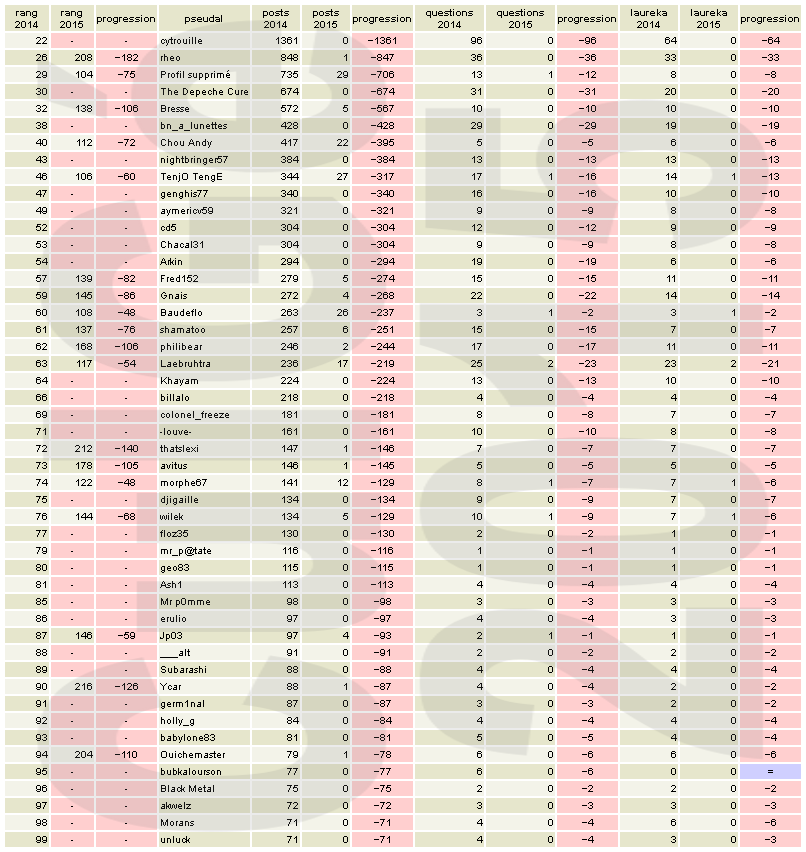 rang 2014 rang 2015 progression pseudal posts 2014 posts 2015 progression questions 2014 questions 2015 progression laureka 2014 laureka 2015 progression
22 - - cytrouille 1361 0 −1361 96 0 −96 64 0 −64
26 208 −182 rheo 848 1 −847 36 0 −36 33 0 −33
29 104 −75 Profil supprimé 735 29 −706 13 1 −12 8 0 −8
30 - - The Depeche Cure 674 0 −674 31 0 −31 20 0 −20
32 138 −106 Bresse 572 5 −567 10 0 −10 10 0 −10
38 - - bn_a_lunettes 428 0 −428 29 0 −29 19 0 −19
40 112 −72 Chou Andy 417 22 −395 5 0 −5 6 0 −6
43 - - nightbringer57 384 0 −384 13 0 −13 13 0 −13
46 106 −60 TenjO TengE 344 27 −317 17 1 −16 14 1 −13
47 - - genghis77 340 0 −340 16 0 −16 10 0 −10
49 - - aymericv59 321 0 −321 9 0 −9 8 0 −8
52 - - cd5 304 0 −304 12 0 −12 9 0 −9
53 - - Chacal31 304 0 −304 9 0 −9 8 0 −8
54 - - Arkin 294 0 −294 19 0 −19 6 0 −6
57 139 −82 Fred152 279 5 −274 15 0 −15 11 0 −11
59 145 −86 Gnais 272 4 −268 22 0 −22 14 0 −14
60 108 −48 Baudeflo 263 26 −237 3 1 −2 3 1 −2
61 137 −76 shamatoo 257 6 −251 15 0 −15 7 0 −7
62 168 −106 philibear 246 2 −244 17 0 −17 11 0 −11
63 117 −54 Laebruhtra 236 17 −219 25 2 −23 23 2 −21
64 - - Khayam 224 0 −224 13 0 −13 10 0 −10
66 - - billalo 218 0 −218 4 0 −4 4 0 −4
69 - - colonel_freeze 181 0 −181 8 0 −8 7 0 −7
71 - - -louve- 161 0 −161 10 0 −10 8 0 −8
72 212 −140 thatslexi 147 1 −146 7 0 −7 7 0 −7
73 178 −105 avitus 146 1 −145 5 0 −5 5 0 −5
74 122 −48 morphe67 141 12 −129 8 1 −7 7 1 −6
75 - - djigaille 134 0 −134 9 0 −9 7 0 −7
76 144 −68 wilek 134 5 −129 10 1 −9 7 1 −6
77 - - floz35 130 0 −130 2 0 −2 1 0 −1
79 - - mr_p@tate 116 0 −116 1 0 −1 1 0 −1
80 - - geo83 115 0 −115 1 0 −1 1 0 −1
81 - - Ash1 113 0 −113 4 0 −4 4 0 −4
85 - - Mr p0mme 98 0 −98 3 0 −3 3 0 −3
86 - - erulio 97 0 −97 4 0 −4 3 0 −3
87 146 −59 Jp03 97 4 −93 2 1 −1 1 0 −1
88 - - ___alt 91 0 −91 2 0 −2 2 0 −2
89 - - Subarashi 88 0 −88 4 0 −4 4 0 −4
90 216 −126 Ycar 88 1 −87 4 0 −4 2 0 −2
91 - - germ1nal 87 0 −87 3 0 −3 2 0 −2
92 - - holly_g 84 0 −84 4 0 −4 4 0 −4
93 - - babylone83 81 0 −81 5 0 −5 4 0 −4
94 204 −110 Ouichemaster 79 1 −78 6 0 −6 6 0 −6
95 - - bubkalourson 77 0 −77 6 0 −6 0 0 =
96 - - Black Metal 75 0 −75 2 0 −2 2 0 −2
97 - - akwelz 72 0 −72 3 0 −3 3 0 −3
98 - - Morans 71 0 −71 4 0 −4 6 0 −6
99 - - unluck 71 0 −71 4 0 −4 3 0 −3